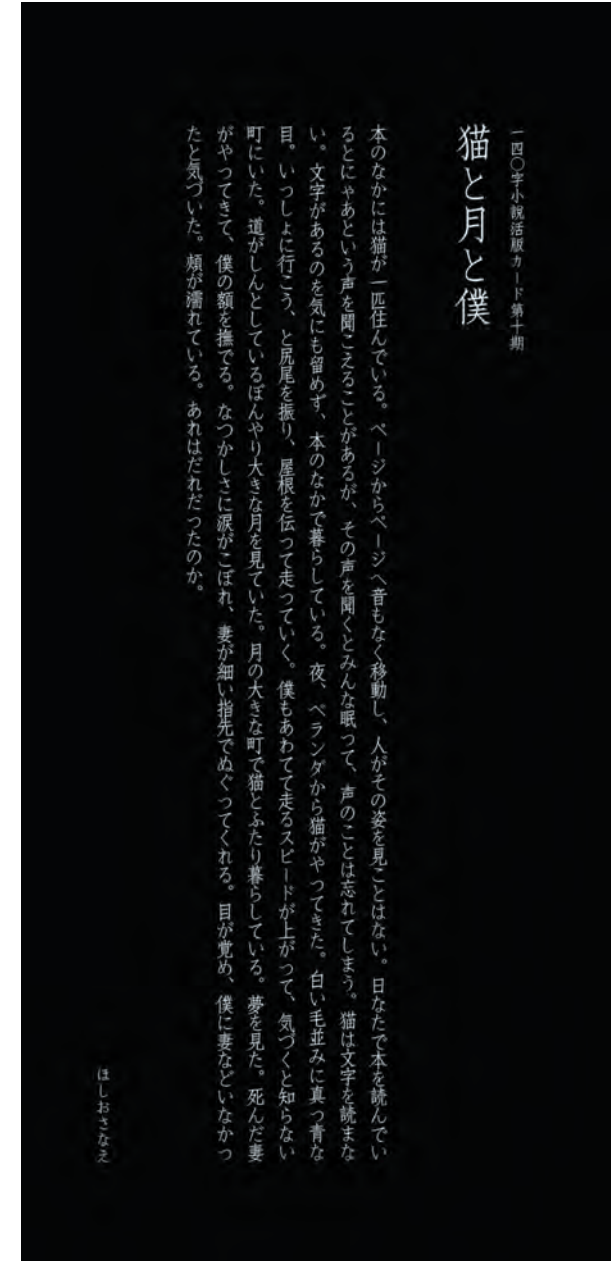 一四〇字小説活版カード第十期
猫と月と僕
本のなかには猫が一匹住んでいる。ページからページへ音もなく移動し、人がその姿を見ことはない。日なたで本を読んでい
るとにゃあという声を聞こえることがあるが、その声を聞くとみんな眠って、声のことは忘れてしまう。猫は文字を読まな
い。文字があるのを気にも留めず、本のなかで暮らしている。夜、ベランダから猫がやってきた。白い毛並みに真っ青な
目。いっしょに行こう、と尻尾を振り、屋根を伝って走っていく。僕もあわてて走るスピードが上がって、気づくと知らない
町にいた。道がしんとしているぼんやり大きな月を見ていた。月の大きな町で猫とふたり暮らしている。夢を見た。死んだ妻
がやってきて、僕の額を撫でる。なつかしさに涙がこぼれ、妻が細い指先でぬぐってくれる。目が覚め、僕に妻などいなかっ
たと気づいた。頰が濡れている。あれはだれだったのか。
ほしおさなえ